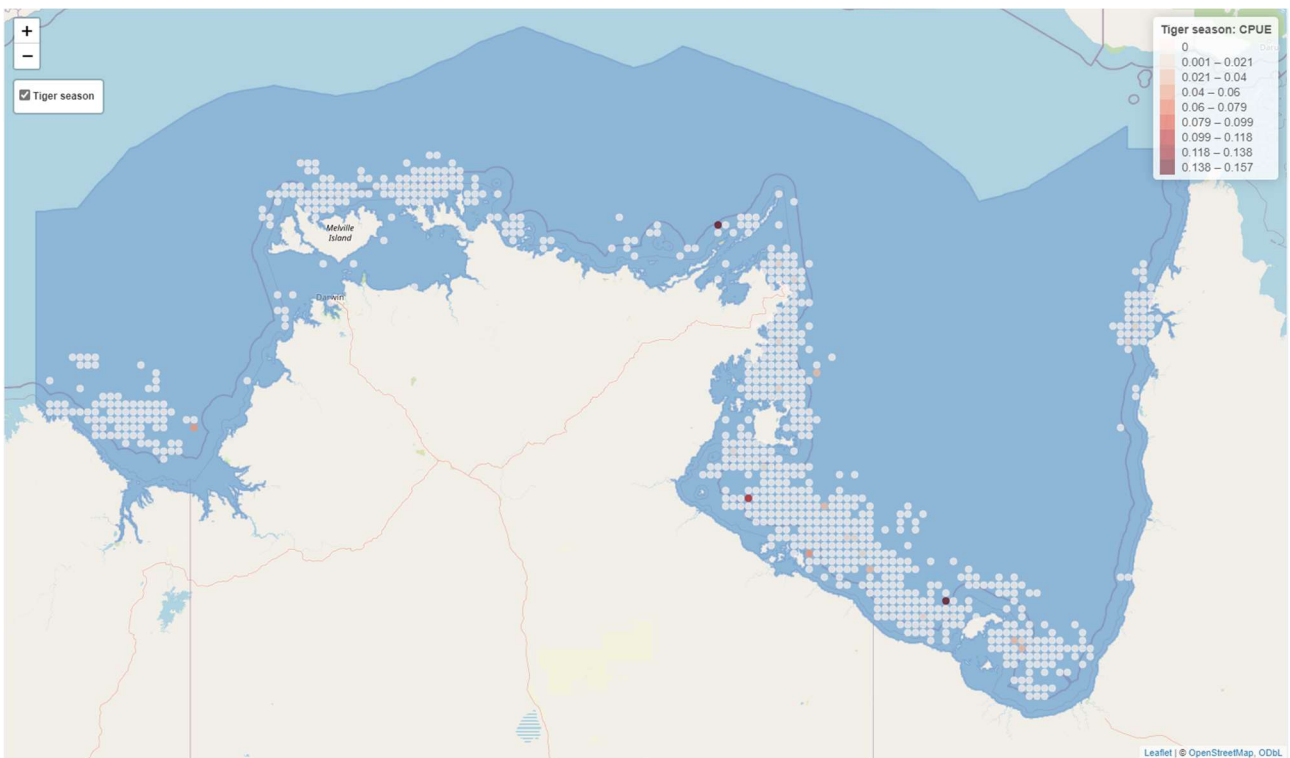 +
−
Tiger season
Tiger season: CPUE
0
0.001 – 0.021
0.021 – 0.04
0.04 – 0.06
0.06 – 0.079
0.079 – 0.099
0.099 – 0.118
0.118 – 0.138
0.138 – 0.157
Melville
Island
Darwin
Leaflet | © OpenStreetMap, ODbL